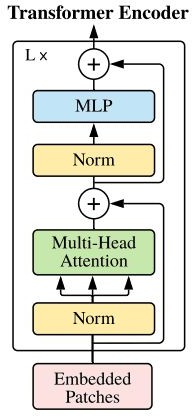 Transformer Encoder
L x
+
MLP
Norm
+
Multi-Head
Attention
Norm
Embedded
Patches